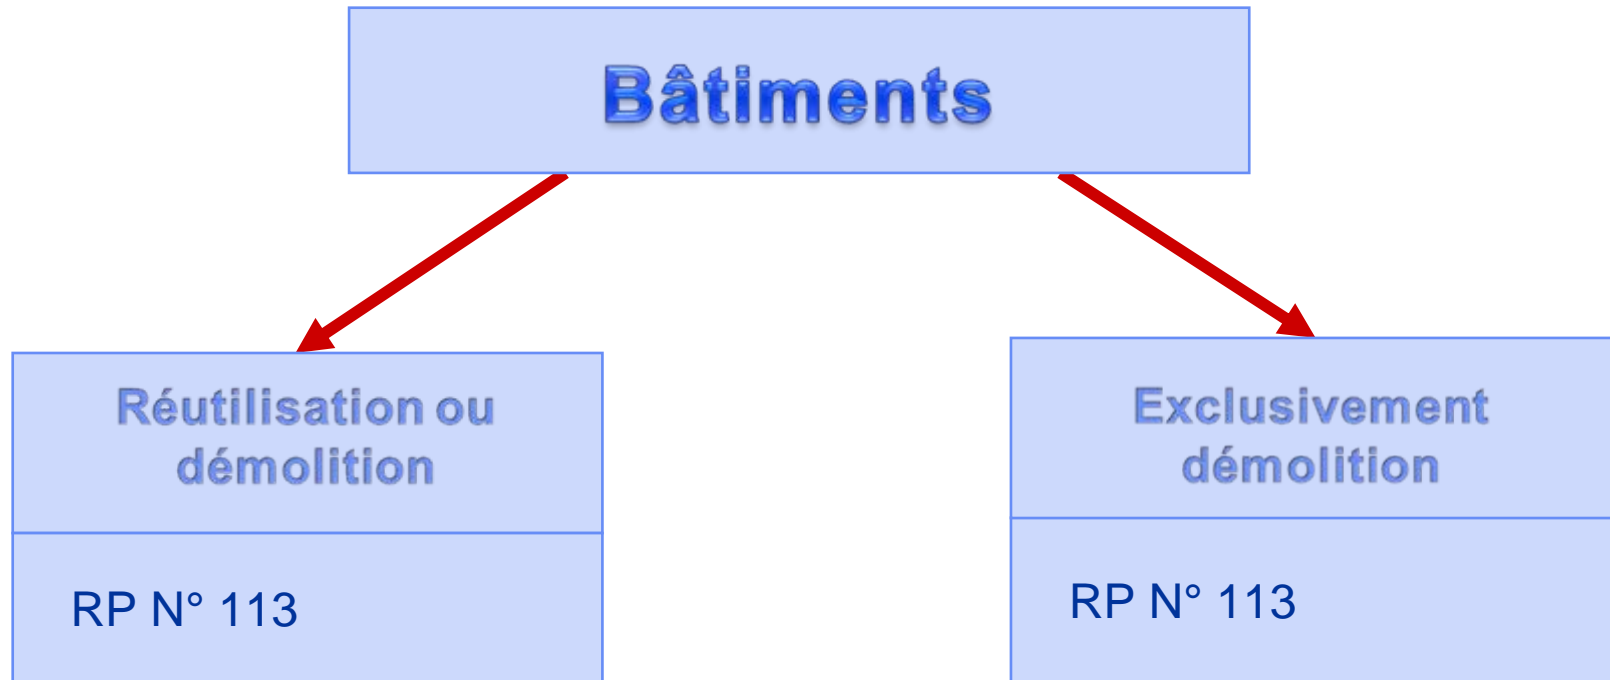 Bâtiments
Réutilisation ou
démolition
RP N° 113
Exclusivement
démolition
RP N° 113